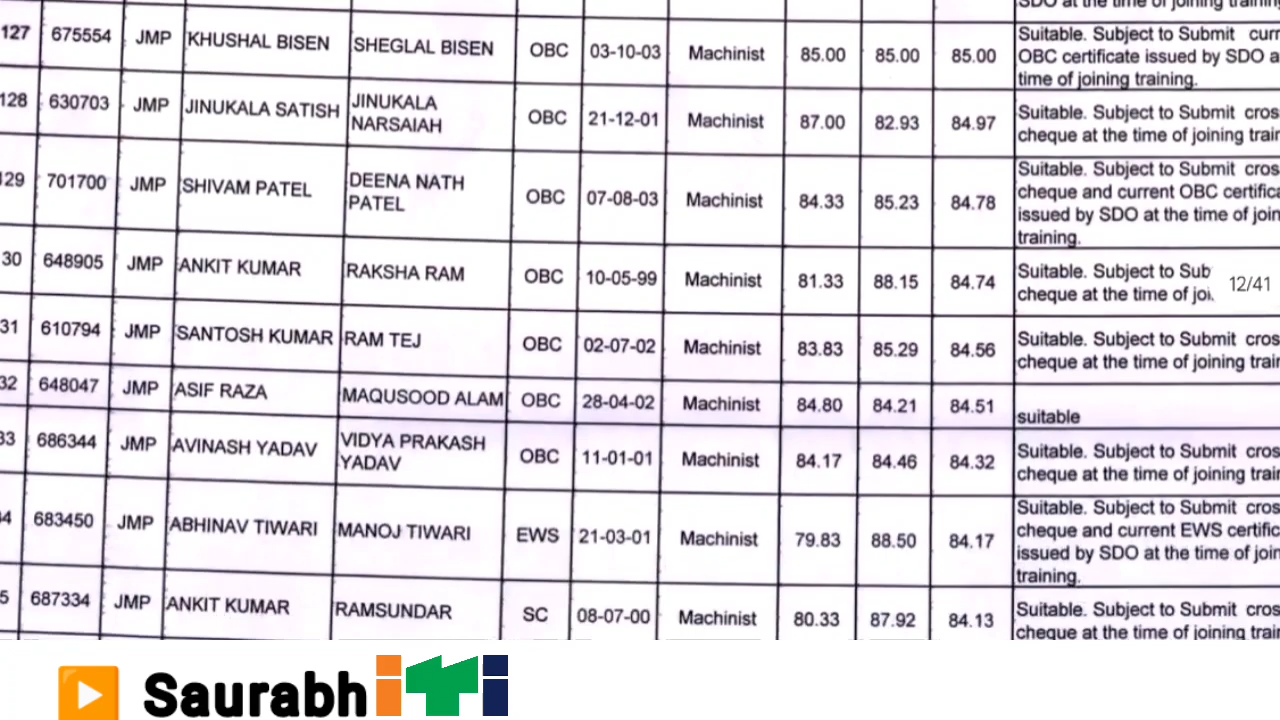 SDO at the time of joining training
127 675554 JMP KHUSHAL BISEN SHEGLAL BISEN OBC 03-10-03 Machinist 85.00 85.00 85.00 Suitable. Subject to Submit curr
OBC certificate issued by SDO a
time of joining training.
128 630703 JMP JINUKALA SATISH JINUKALA OBC 21-12-01 Machinist 87.00 82.93 84.97 Suitable. Subject to Submit cros
NARSAIAH cheque at the time of joining train
129 701700 JMP SHIVAM PATEL DEENA NATH OBC 07-08-03 Machinist 84.33 85.23 84.78 Suitable. Subject to Submit cros
PATEL cheque and current OBC certifica
issued by SDO at the time of join
training.
30 648905 JMP ANKIT KUMAR RAKSHA RAM OBC 10-05-99 Machinist 81.33 88.15 84.74 Suitable. Subject to Sub
cheque at the time of joi. 12/41
31 610794 JMP SANTOSH KUMAR RAM TEJ OBC 02-07-02 Machinist 83.83 85.29 84.56 Suitable. Subject to Submit cros
cheque at the time of joining train
32 648047 JMP ASIF RAZA MAQUSOOD ALAM OBC 28-04-02 Machinist 84.80 84.21 84.51 suitable
33 686344 JMP AVINASH YADAV VIDYA PRAKASH OBC 11-01-01 Machinist 84.17 84.46 84.32 Suitable. Subject to Submit cros
YADAV cheque at the time of joining train
4 683450 JMP ABHINAV TIWARI MANOJ TIWARI EWS 21-03-01 Machinist 79.83 88.50 84.17 Suitable. Subject to Submit cros
cheque and current EWS certific
issued by SDO at the time of join
training.
5 687334 JMP ANKIT KUMAR RAMSUNDAR SC 08-07-00 Machinist 80.33 87.92 84.13 Suitable. Subject to Submit cros
cheque at the time of joining train
Saurabh iTi